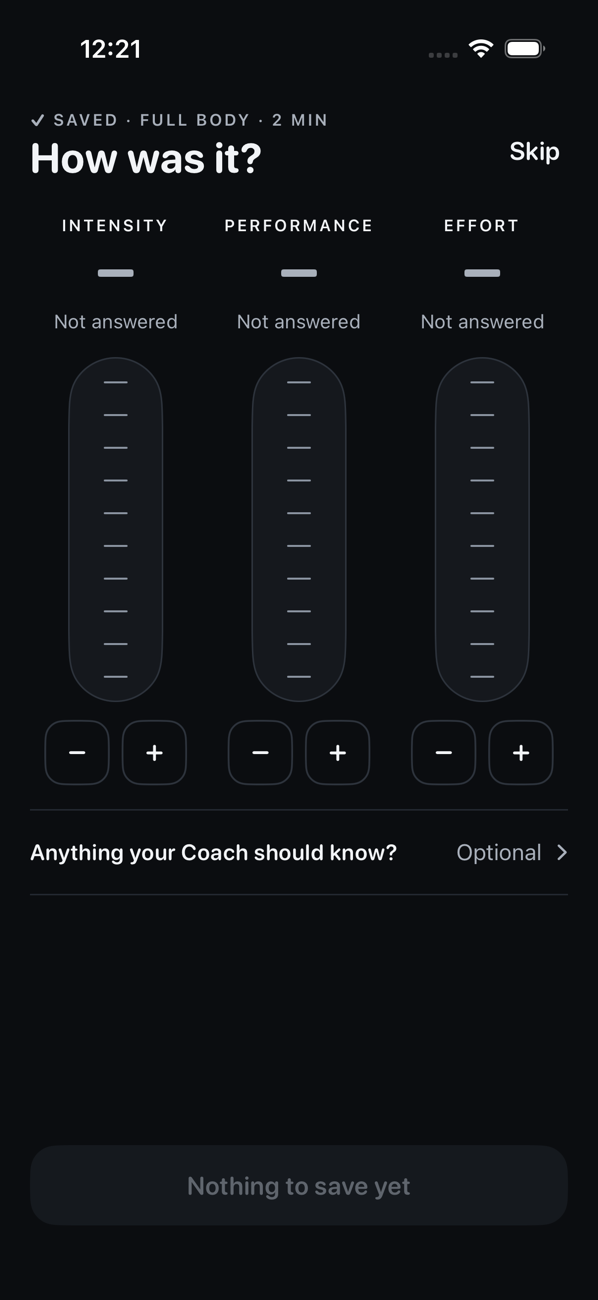 12:21
✓ SAVED · FULL BODY · 2 MIN
How was it?
Skip
INTENSITY PERFORMANCE EFFORT
Not answered Not answered Not answered
− + − + − +
Anything your Coach should know? Optional
Nothing to save yet